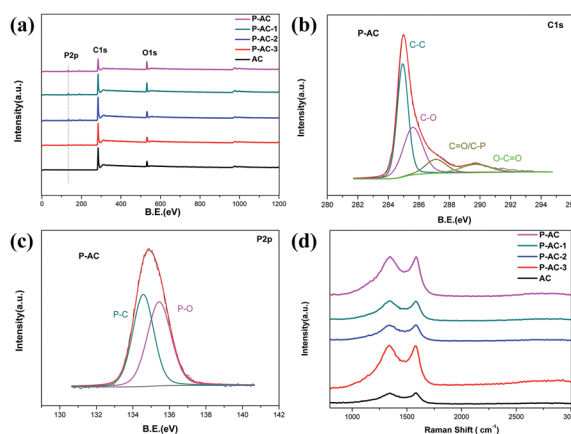 (a)
P-AC
P-AC-1
P-AC-2
P-AC-3
AC
P2p
C1s
O1s
Intensity(a.u.)
0 200 400 600 800 1000 1200
B.E.(eV)
(b)
C1s
P-AC
C-C
C-O
C=O/C-P
O-C=O
Intensity(a.u.)
280 282 284 286 288 290 292 294 296
B.E.(eV)
(c)
P2p
P-AC
P-C
P-O
Intensity(a.u.)
130 132 134 136 138 140 142
B.E.(eV)
(d)
P-AC
P-AC-1
P-AC-2
P-AC-3
AC
Intensity(a.u.)
1000 1500 2000 2500 3000
Raman Shift ( cm-1)